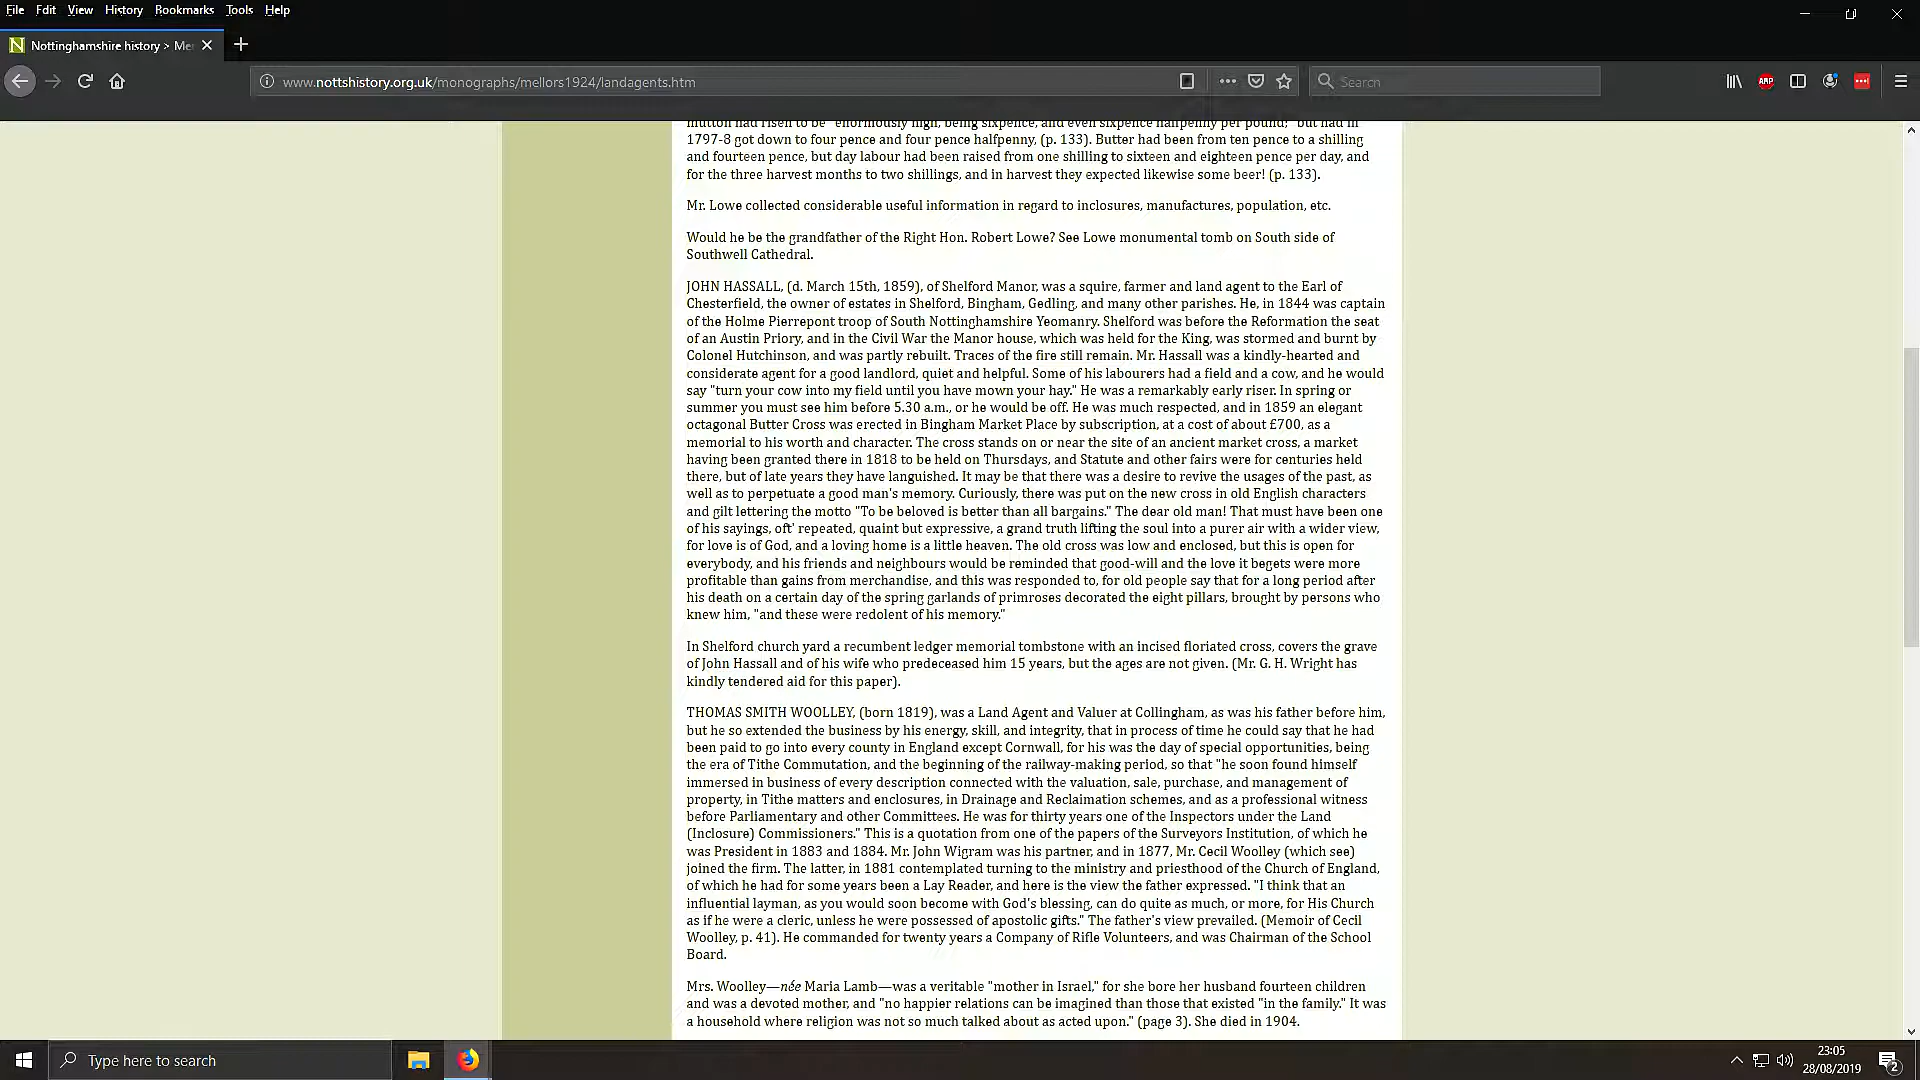 File Edit View History Bookmarks Tools Help
Nottinghamshire history > Me
www.nottshistory.org.uk/monographs/mellors1924/landagents.htm
Search
ABP
mutton had risen to be "enormously high, being sixpence, and even sixpence halfpenny per pound;" but had in
1797-8 got down to four pence and four pence halfpenny, (p. 133). Butter had been from ten pence to a shilling
and fourteen pence, but day labour had been raised from one shilling to sixteen and eighteen pence per day, and
for the three harvest months to two shillings, and in harvest they expected likewise some beer! (p. 133).
Mr. Lowe collected considerable useful information in regard to inclosures, manufactures, population, etc.
Would he be the grandfather of the Right Hon. Robert Lowe? See Lowe monumental tomb on South side of
Southwell Cathedral.
JOHN HASSALL, (d. March 15th, 1859), of Shelford Manor, was a squire, farmer and land agent to the Earl of
Chesterfield, the owner of estates in Shelford, Bingham, Gedling, and many other parishes. He, in 1844 was captain
of the Holme Pierrepont troop of South Nottinghamshire Yeomanry. Shelford was before the Reformation the seat
of an Austin Priory, and in the Civil War the Manor house, which was held for the King, was stormed and burnt by
Colonel Hutchinson, and was partly rebuilt. Traces of the fire still remain. Mr. Hassall was a kindly-hearted and
considerate agent for a good landlord, quiet and helpful. Some of his labourers had a field and a cow, and he would
say "turn your cow into my field until you have mown your hay." He was a remarkably early riser. In spring or
summer you must see him before 5.30 a.m., or he would be off. He was much respected, and in 1859 an elegant
octagonal Butter Cross was erected in Bingham Market Place by subscription, at a cost of about £700, as a
memorial to his worth and character. The cross stands on or near the site of an ancient market cross, a market
having been granted there in 1818 to be held on Thursdays, and Statute and other fairs were for centuries held
there, but of late years they have languished. It may be that there was a desire to revive the usages of the past, as
well as to perpetuate a good man's memory. Curiously, there was put on the new cross in old English characters
and gilt lettering the motto "To be beloved is better than all bargains." The dear old man! That must have been one
of his sayings, oft' repeated, quaint but expressive, a grand truth lifting the soul into a purer air with a wider view,
for love is of God, and a loving home is a little heaven. The old cross was low and enclosed, but this is open for
everybody, and his friends and neighbours would be reminded that good-will and the love it begets were more
profitable than gains from merchandise, and this was responded to, for old people say that for a long period after
his death on a certain day of the spring garlands of primroses decorated the eight pillars, brought by persons who
knew him, "and these were redolent of his memory."
In Shelford church yard a recumbent ledger memorial tombstone with an incised floriated cross, covers the grave
of John Hassall and of his wife who predeceased him 15 years, but the ages are not given. (Mr. G. H. Wright has
kindly tendered aid for this paper).
THOMAS SMITH WOOLLEY, (born 1819), was a Land Agent and Valuer at Collingham, as was his father before him,
but he so extended the business by his energy, skill, and integrity, that in process of time he could say that he had
been paid to go into every county in England except Cornwall, for his was the day of special opportunities, being
the era of Tithe Commutation, and the beginning of the railway-making period, so that "he soon found himself
immersed in business of every description connected with the valuation, sale, purchase, and management of
property, in Tithe matters and enclosures, in Drainage and Reclaimation schemes, and as a professional witness
before Parliamentary and other Committees. He was for thirty years one of the Inspectors under the Land
(Inclosure) Commissioners." This is a quotation from one of the papers of the Surveyors Institution, of which he
was President in 1883 and 1884. Mr. John Wigram was his partner, and in 1877, Mr. Cecil Woolley (which see)
joined the firm. The latter, in 1881 contemplated turning to the ministry and priesthood of the Church of England,
of which he had for some years been a Lay Reader, and here is the view the father expressed. "I think that an
influential layman, as you would soon become with God's blessing, can do quite as much, or more, for His Church
as if he were a cleric, unless he were possessed of apostolic gifts." The father's view prevailed. (Memoir of Cecil
Woolley, p. 41). He commanded for twenty years a Company of Rifle Volunteers, and was Chairman of the School
Board.
Mrs. Woolley—née Maria Lamb—was a veritable "mother in Israel," for she bore her husband fourteen children
and was a devoted mother, and "no happier relations can be imagined than those that existed "in the family." It was
a household where religion was not so much talked about as acted upon." (page 3). She died in 1904.
Type here to search
23:05
28/08/2019
2